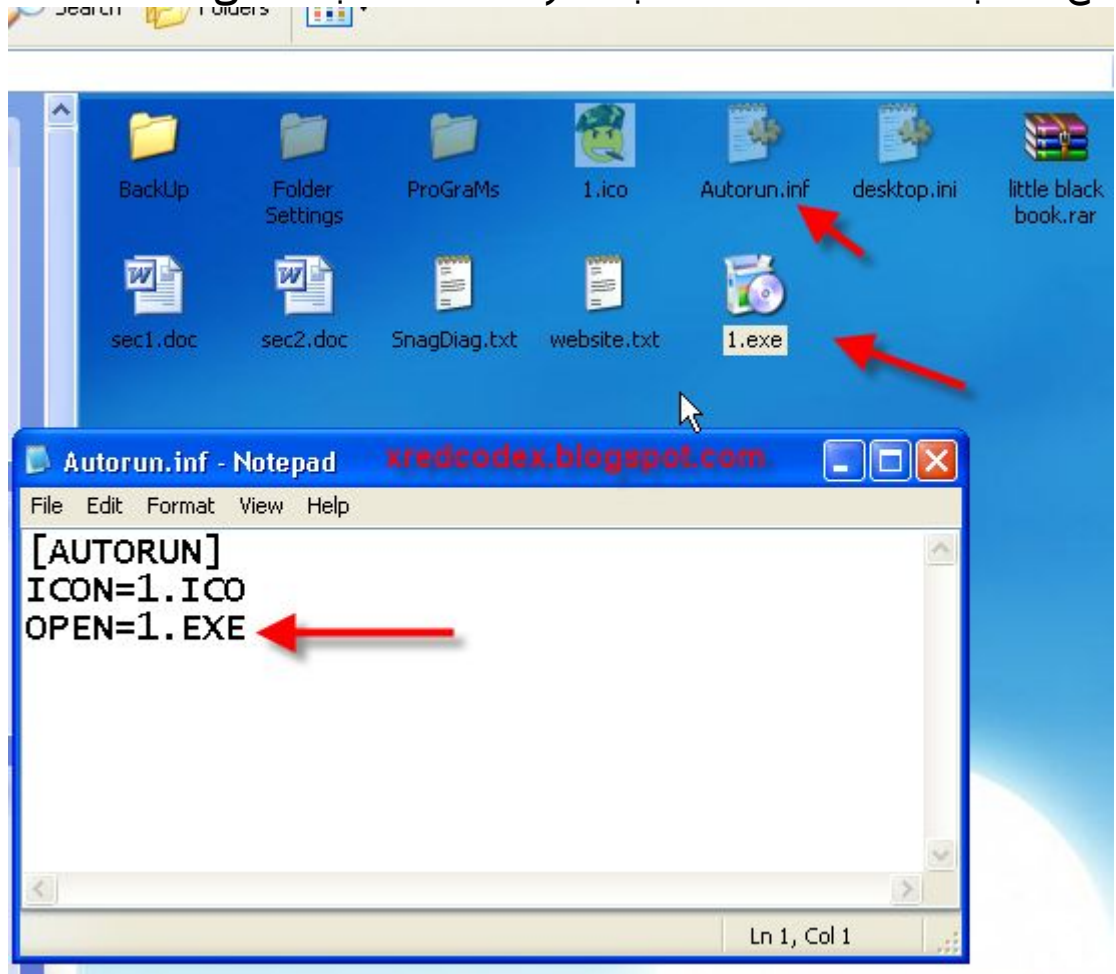 Search Folders
BackUp
Folder Settings
ProGraMs
1.ico
Autorun.inf
desktop.ini
little black book.rar
sec1.doc
sec2.doc
SnagDiag.txt
website.txt
1.exe
Autorun.inf - Notepad xredcodex.blogspot.com
File Edit Format View Help
[AUTORUN]
ICON=1.ICO
OPEN=1.EXE
Ln 1, Col 1